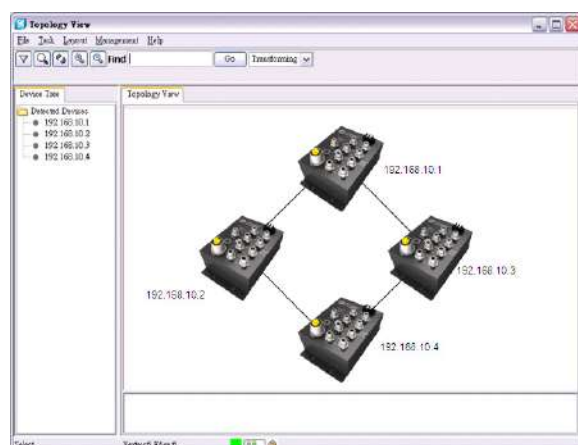 Topology View
File Task Layout Management Help
Find Go Transforming
Device Tree
Topology View
Detected Devices
192.168.10.1
192.168.10.2
192.168.10.3
192.168.10.4
192.168.10.1
192.168.10.2
192.168.10.3
192.168.10.4
Select